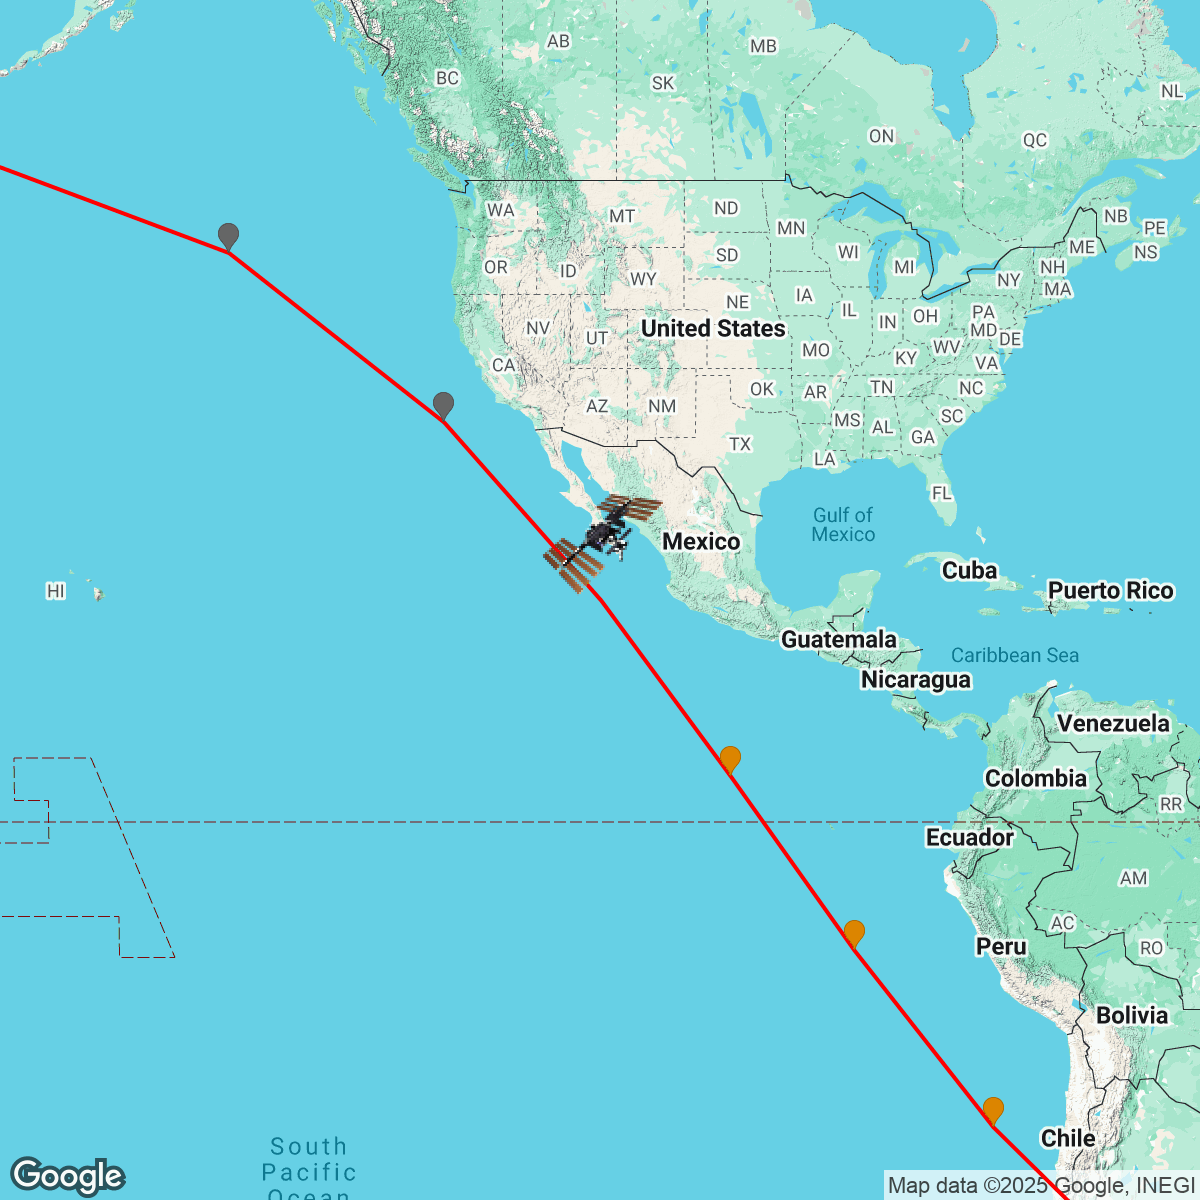 AB
MB
BC
SK
NL
ON
QC
WA
MT
ND
MN
NB
PE
ME
NS
OR
ID
WY
SD
WI
MI
NH
NY
MA
NV
UT
NE
IA
IL
IN
OH
PA
MD
DE
United States
CA
MO
KY
WV
VA
AZ
NM
OK
AR
TN
NC
MS
AL
SC
GA
TX
LA
FL
Gulf of
Mexico
Mexico
HI
Cuba
Puerto Rico
Guatemala
Caribbean Sea
Nicaragua
Venezuela
Colombia
RR
Ecuador
AM
AC
Peru
RO
Bolivia
Chile
South
Pacific
Ocean
Google
Map data ©2025 Google, INEGI